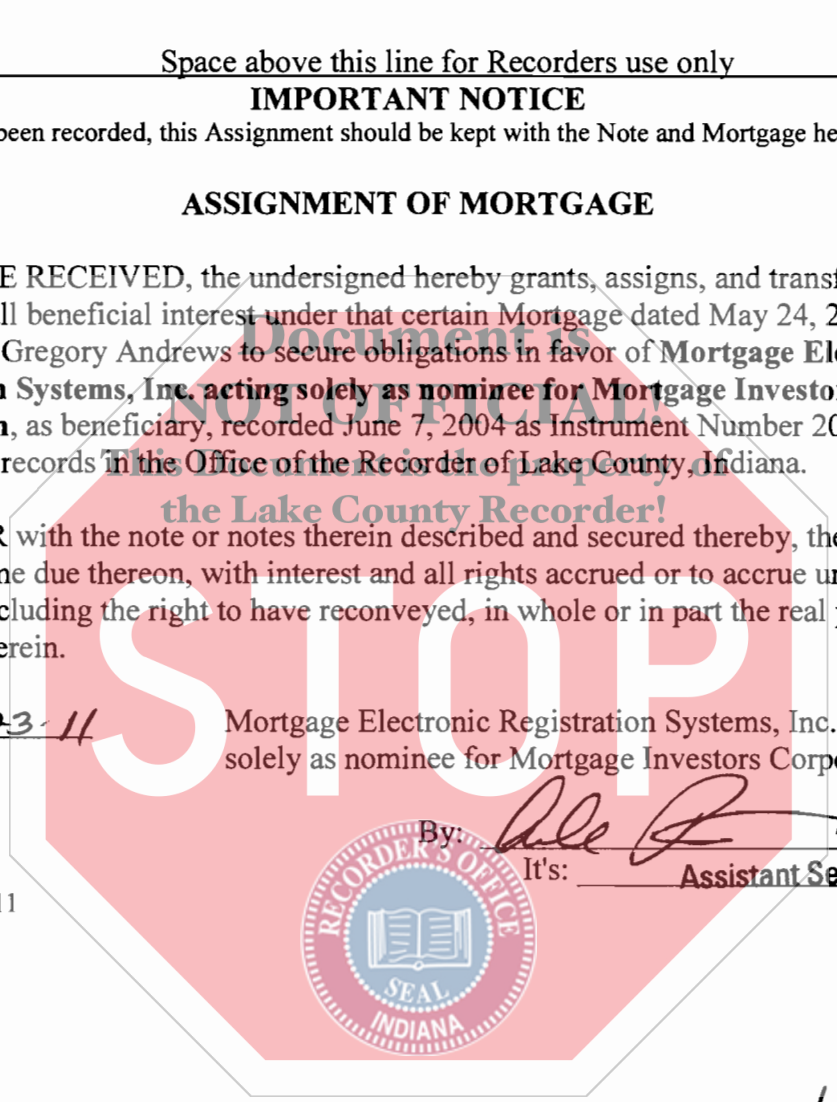 Space above this line for Recorders use only
IMPORTANT NOTICE
been recorded, this Assignment should be kept with the Note and Mortgage he
ASSIGNMENT OF MORTGAGE
E RECEIVED, the undersigned hereby grants, assigns, and transf
ll beneficial interest under that certain Mortgage dated May 24, 2
Document is
Gregory Andrews to secure obligations in favor of Mortgage Ele
n Systems, Inc. acting solely as nominee for Mortgage Investo
NOT OFFICIAL!
n, as beneficiary, recorded June 7, 2004 as Instrument Number 20
records in the Office of the Recorder of Lake County, Indiana.
This Document is the property of
the Lake County Recorder!
R with the note or notes therein described and secured thereby, the
ne due thereon, with interest and all rights accrued or to accrue un
cluding the right to have reconveyed, in whole or in part the real
erein.
STOP
3-11
Mortgage Electronic Registration Systems, Inc.
solely as nominee for Mortgage Investors Corpo
By:
It's: Assistant Se
11
RECORDER'S OFFICE
SEAL
INDIANA